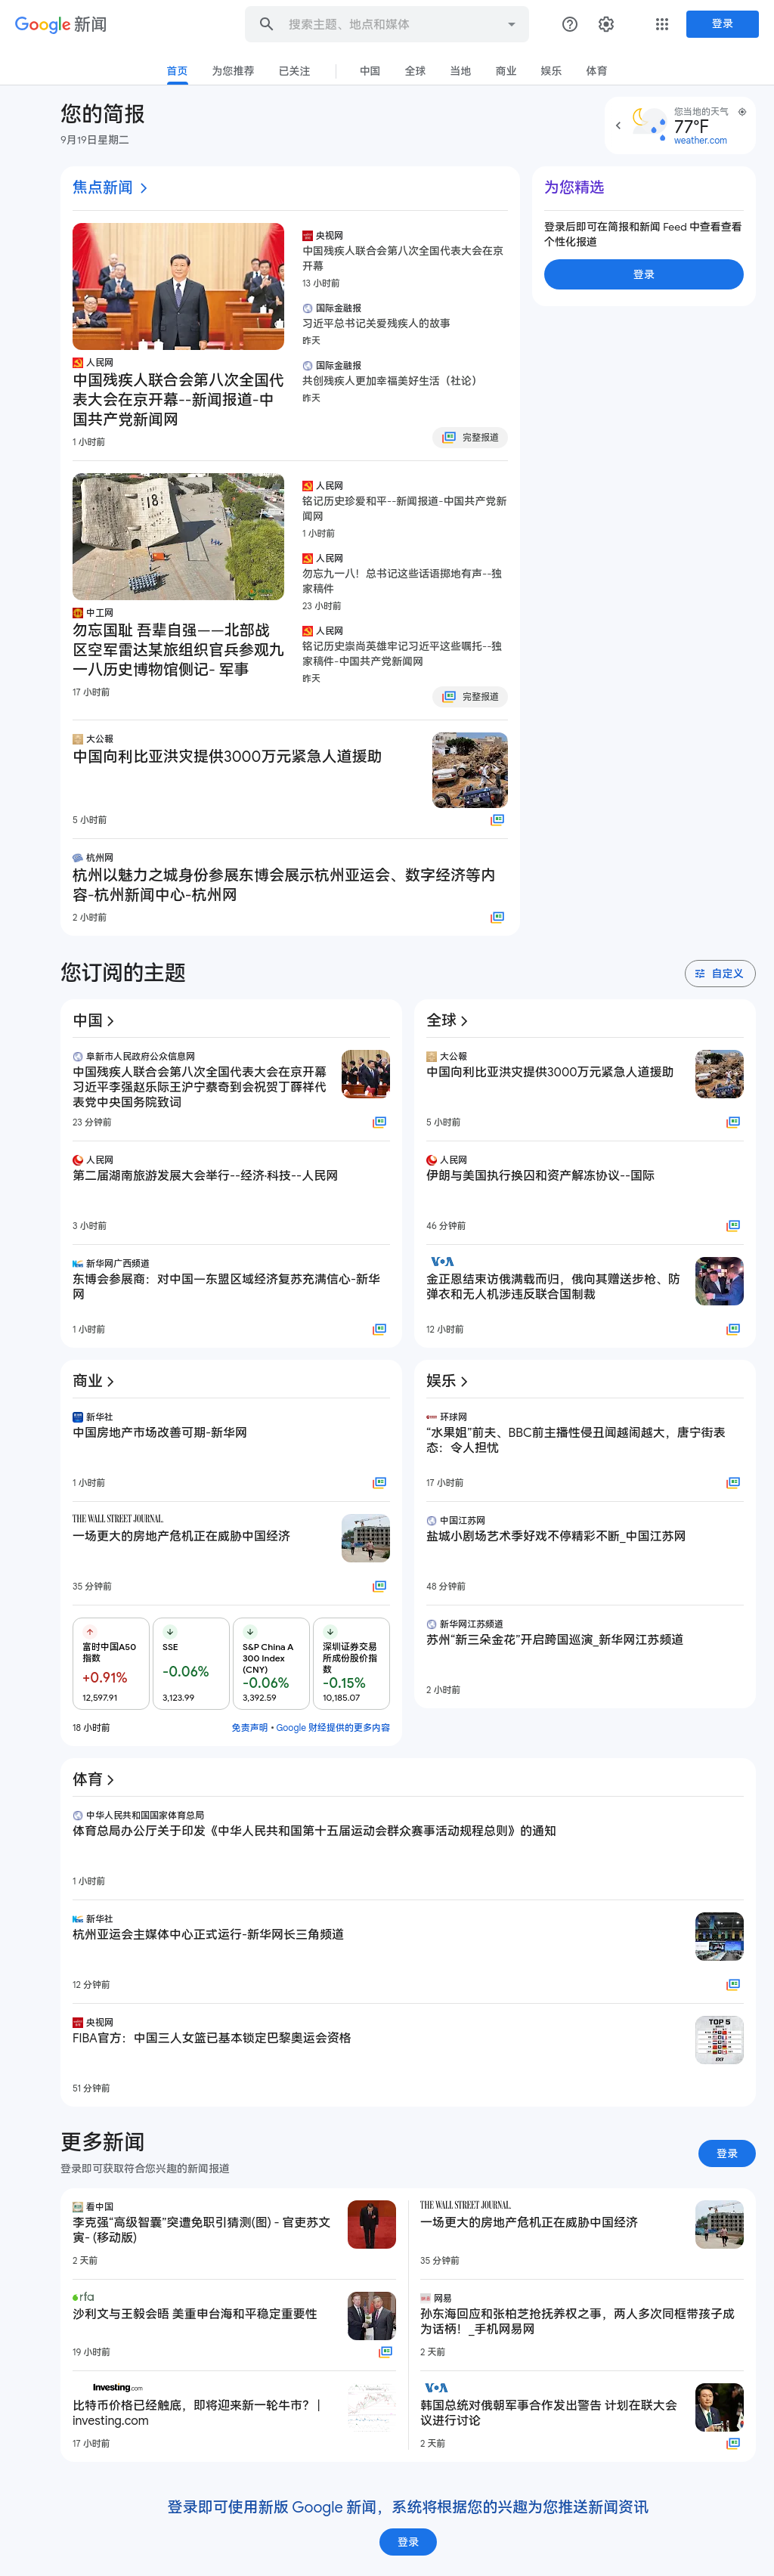 Google 新闻
搜索主题、地点和媒体
登录
首页
为您推荐
已关注
中国
全球
当地
商业
娱乐
体育
您的简报
9月19日星期二
您当地的天气
77°F
weather.com
焦点新闻
人民网
中国残疾人联合会第八次全国代
表大会在京开幕--新闻报道-中
国共产党新闻网
1 小时前
央视网
中国残疾人联合会第八次全国代表大会在京
开幕
13 小时前
国际金融报
习近平总书记关爱残疾人的故事
昨天
国际金融报
共创残疾人更加幸福美好生活（社论）
昨天
完整报道
中工网
勿忘国耻 吾辈自强——北部战
区空军雷达某旅组织官兵参观九
一八历史博物馆侧记- 军事
17 小时前
人民网
铭记历史珍爱和平--新闻报道-中国共产党新
闻网
1 小时前
人民网
勿忘九一八！总书记这些话语掷地有声--独
家稿件
23 小时前
人民网
铭记历史崇尚英雄牢记习近平这些嘱托--独
家稿件-中国共产党新闻网
昨天
完整报道
大公報
中国向利比亚洪灾提供3000万元紧急人道援助
5 小时前
杭州网
杭州以魅力之城身份参展东博会展示杭州亚运会、数字经济等内
容-杭州新闻中心-杭州网
2 小时前
为您精选
登录后即可在简报和新闻 Feed 中查看查看
个性化报道
登录
您订阅的主题
自定义
中国
阜新市人民政府公众信息网
中国残疾人联合会第八次全国代表大会在京开幕
习近平李强赵乐际王沪宁蔡奇到会祝贺丁薛祥代
表党中央国务院致词
23 分钟前
人民网
第二届湖南旅游发展大会举行--经济·科技--人民网
3 小时前
新华网广西频道
东博会参展商：对中国—东盟区域经济复苏充满信心-新华
网
1 小时前
全球
大公報
中国向利比亚洪灾提供3000万元紧急人道援助
5 小时前
人民网
伊朗与美国执行换囚和资产解冻协议--国际
46 分钟前
VOA
金正恩结束访俄满载而归，俄向其赠送步枪、防
弹衣和无人机涉违反联合国制裁
12 小时前
商业
新华社
中国房地产市场改善可期-新华网
1 小时前
THE WALL STREET JOURNAL.
一场更大的房地产危机正在威胁中国经济
35 分钟前
富时中国A50
指数
+0.91%
12,597.91
SSE
-0.06%
3,123.99
S&P China A
300 Index
(CNY)
-0.06%
3,392.59
深圳证券交易
所成份股价指
数
-0.15%
10,185.07
18 小时前
免责声明 • Google 财经提供的更多内容
娱乐
环球网
“水果姐”前夫、BBC前主播性侵丑闻越闹越大，唐宁街表
态：令人担忧
17 小时前
中国江苏网
盐城小剧场艺术季好戏不停精彩不断_中国江苏网
48 分钟前
新华网江苏频道
苏州“新三朵金花”开启跨国巡演_新华网江苏频道
2 小时前
体育
中华人民共和国国家体育总局
体育总局办公厅关于印发《中华人民共和国第十五届运动会群众赛事活动规程总则》的通知
1 小时前
新华社
杭州亚运会主媒体中心正式运行-新华网长三角频道
12 分钟前
央视网
FIBA官方：中国三人女篮已基本锁定巴黎奥运会资格
TOP 5
51 分钟前
更多新闻
登录即可获取符合您兴趣的新闻报道
登录
看中国
李克强“高级智囊”突遭免职引猜测(图) - 官吏苏文
寅- (移动版)
2 天前
rfa
沙利文与王毅会晤 美重申台海和平稳定重要性
19 小时前
Investing.com
比特币价格已经触底，即将迎来新一轮牛市？ |
investing.com
17 小时前
THE WALL STREET JOURNAL.
一场更大的房地产危机正在威胁中国经济
35 分钟前
网易
孙东海回应和张柏芝抢抚养权之事，两人多次同框带孩子成
为话柄！_手机网易网
2 天前
VOA
韩国总统对俄朝军事合作发出警告 计划在联大会
议进行讨论
2 天前
登录即可使用新版 Google 新闻，系统将根据您的兴趣为您推送新闻资讯
登录